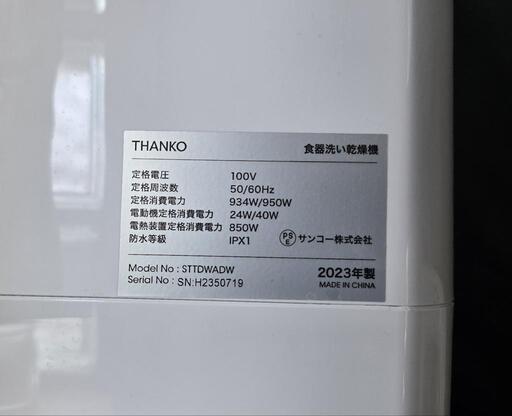 THANKO 食器洗い乾燥機
定格電圧 100V
定格周波数 50/60Hz
定格消費電力 934W/950W
電動機定格消費電力 24W/40W
電熱装置定格消費電力 850W
防水等級 IPX1 PSE サンコー株式会社
Model No : STTDWADW 2023年製
Serial No : SN:H2350719 MADE IN CHINA